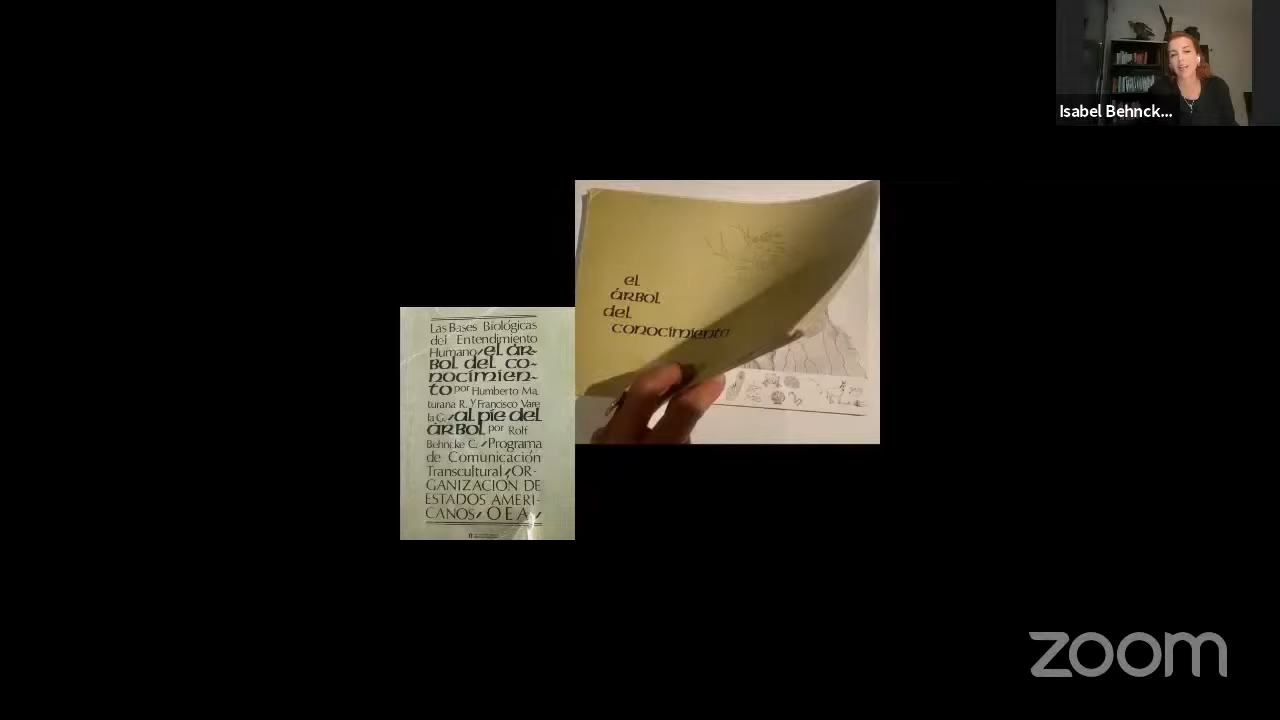 Isabel Behnck...
el
árbol
del
conocimiento
Las Bases Biológicas
del Entendimiento
Humano/el ár-
bol del co-
nocimien-
to por Humberto Ma
turana R. y Francisco Vare
la G./al pie del
árbol por Rolf
Behncke C./Programa
de Comunicación
Transcultural/OR-
GANIZACIÓN DE
ESTADOS AMERI-
CANOS/OEA/
zoom